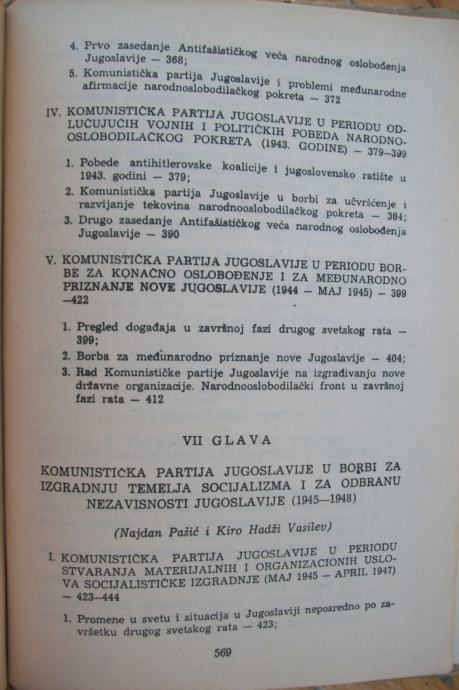 4. Prvo zasedanje Antifašističkog veća narodnog oslobođenja
Jugoslavije — 368;
5. Komunistička partija Jugoslavije i problemi međunarodne
afirmacije narodnoslobodilačkog pokreta — 372
IV. KOMUNISTIČKA PARTIJA JUGOSLAVIJE U PERIODU OD-
LUČUJUĆIH VOJNIH I POLITIČKIH POBEDA NARODNO-
OSLOBODILAČKOG POKRETA (1943. GODINE) — 379—399
1. Pobede antihitlerovske koalicije i jugoslovensko ratište u
1943. godini — 379;
2. Komunistička partija Jugoslavije u borbi za učvršćenje i
razvijanje tekovina narodnooslobodilačkog pokreta — 384;
3. Drugo zasedanje Antifašističkog veća narodnog oslobođenja
Jugoslavije — 390
V. KOMUNISTIČKA PARTIJA JUGOSLAVIJE U PERIODU BOR-
BE ZA KONAČNO OSLOBOĐENJE I ZA MEĐUNARODNO
PRIZNANJE NOVE JUGOSLAVIJE (1944 — MAJ 1945) — 399
—422
1. Pregled događaja u završnoj fazi drugog svetskog rata —
399;
2. Borba za međunarodno priznanje nove Jugoslavije — 404;
3. Rad Komunističke partije Jugoslavije na izgrađivanju nove
državne organizacije. Narodnooslobodilački front u završnoj
fazi rata — 412
VII GLAVA
KOMUNISTIČKA PARTIJA JUGOSLAVIJE U BORBI ZA
IZGRADNJU TEMELJA SOCIJALIZMA I ZA ODBRANU
NEZAVISNOSTI JUGOSLAVIJE (1945—1948)
(Najdan Pašić i Kiro Hadži Vasilev)
I. KOMUNISTIČKA PARTIJA JUGOSLAVIJE U PERIODU
STVARANJA MATERIJALNIH I ORGANIZACIONIH USLO-
VA SOCIJALISTIČKE IZGRADNJE (MAJ 1945 — APRIL 1947)
— 423—444
1. Promene u svetu i situacija u Jugoslaviji neposredno po za-
vršetku drugog svetskog rata — 423;
569